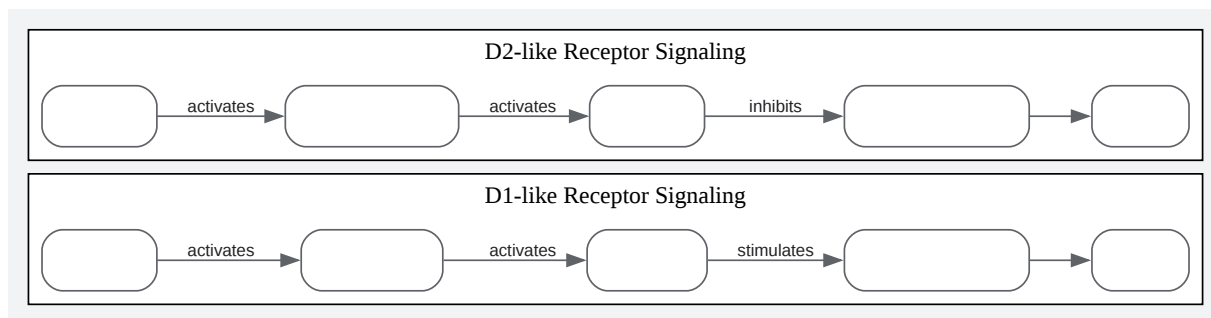 D2-like Receptor Signaling
activates
activates
inhibits
D1-like Receptor Signaling
activates
activates
stimulates